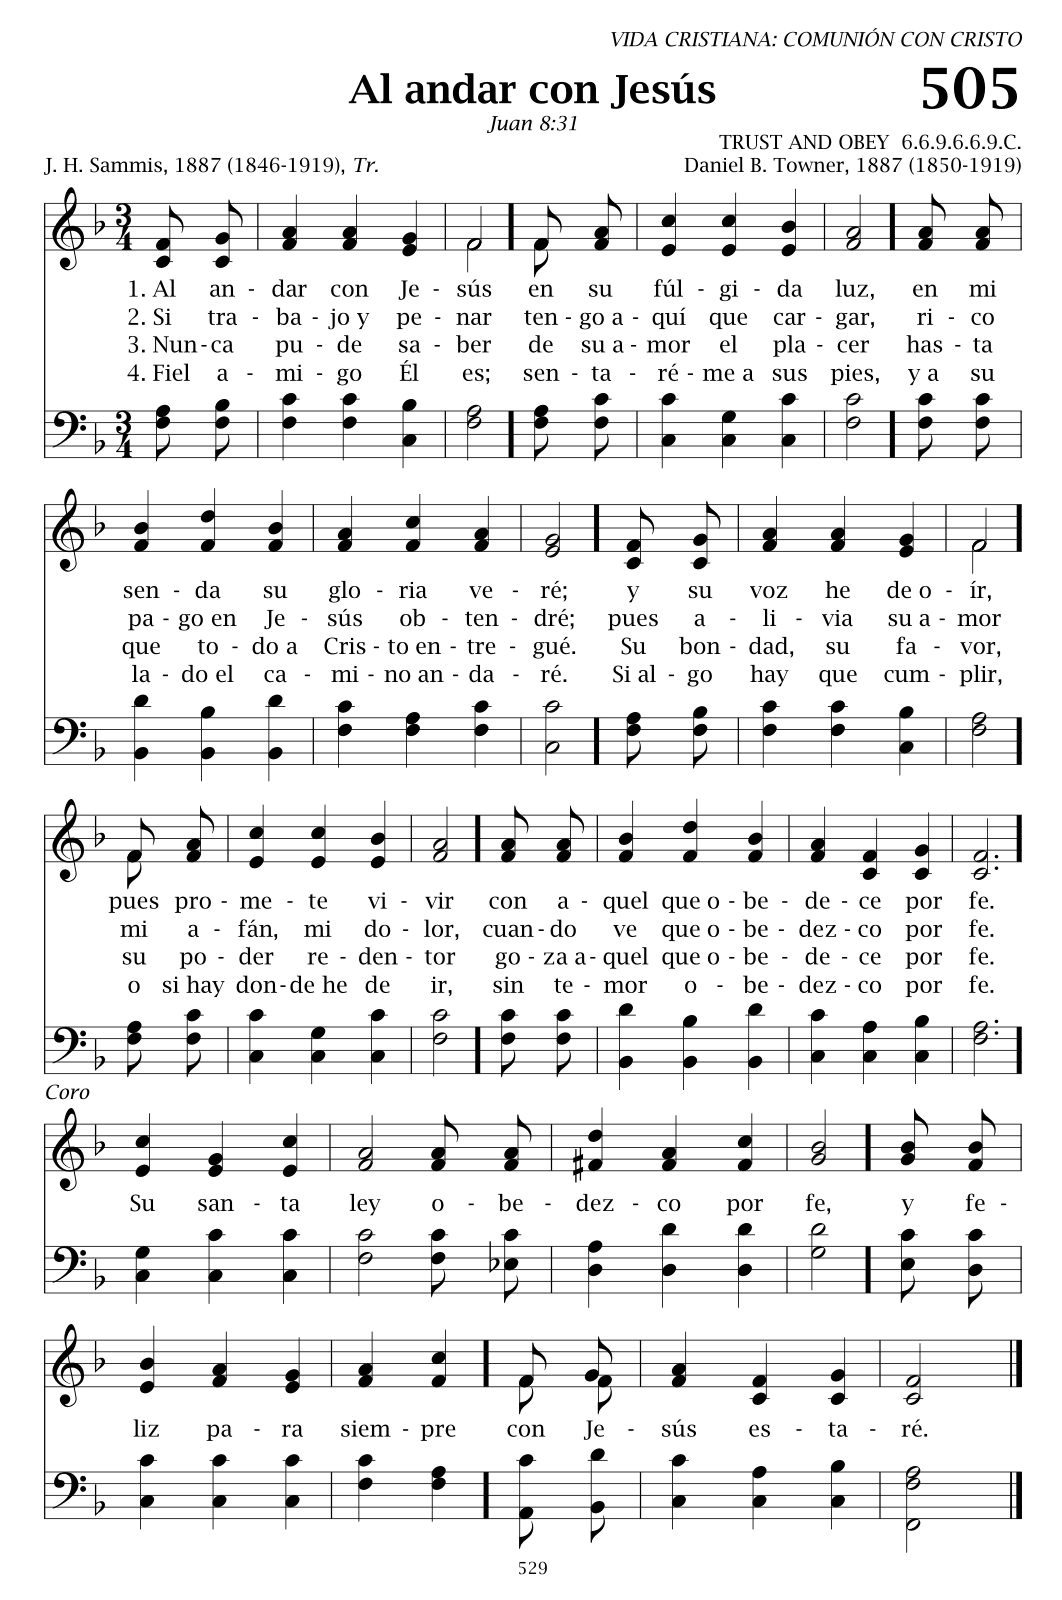 VIDA CRISTIANA: COMUNIÓN CON CRISTO
Al andar con Jesús 505
Juan 8:31
TRUST AND OBEY 6.6.9.6.6.9.C.
J. H. Sammis, 1887 (1846-1919), Tr. Daniel B. Towner, 1887 (1850-1919)
3 4
1. Al an - dar con Je - sús en su fúl - gi - da luz, en mi
2. Si tra - ba - jo y pe - nar ten - go a - quí que car - gar, ri - co
3. Nun - ca pu - de sa - ber de su a - mor el pla - cer has - ta
4. Fiel a - mi - go Él es; sen - ta - ré - me a sus pies, y a su
3 4
sen - da su glo - ria ve - ré; y su voz he de o - ír,
pa - go en Je - sús ob - ten - dré; pues a - li - via su a - mor
que to - do a Cris - to en - tre - gué. Su bon - dad, su fa - vor,
la - do el ca - mi - no an - da - ré. Si al - go hay que cum - plir,
pues pro - me - te vi - vir con a - quel que o - be - de - ce por fe.
mi a - fán, mi do - lor, cuan - do ve que o - be - dez - co por fe.
su po - der re - den - tor go - za a - quel que o - be - de - ce por fe.
o si hay don - de he de ir, sin te - mor o - be - dez - co por fe.
Coro
Su san - ta ley o - be - dez - co por fe, y fe -
liz pa - ra siem - pre con Je - sús es - ta - ré.
529